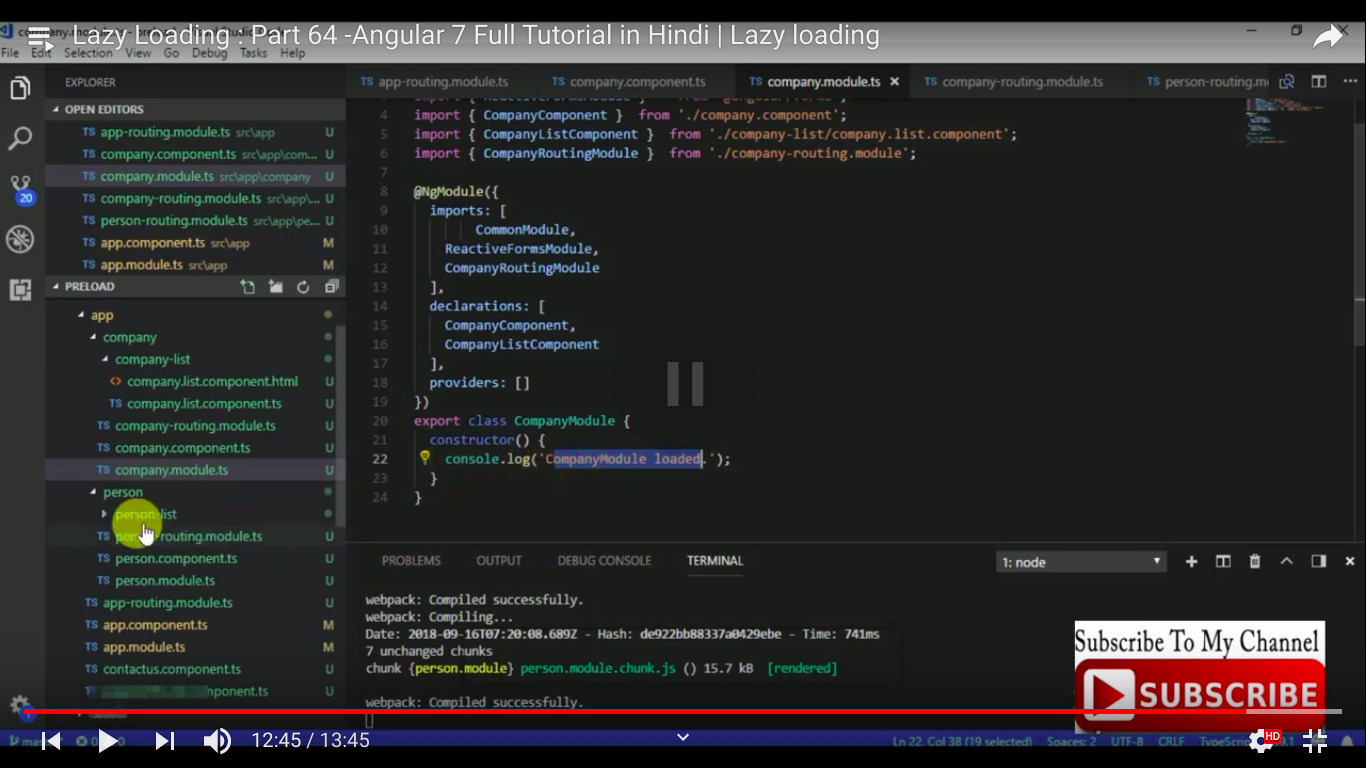 Lazy Loading : Part 64 -Angular 7 Full Tutorial in Hindi | Lazy loading
File Edit Selection View Go Debug Tasks Help
EXPLORER
OPEN EDITORS
TS app-routing.module.ts src\app U
TS company.component.ts src\app\com... U
TS company.module.ts src\app\company U
TS company-routing.module.ts src\app\... U
TS person-routing.module.ts src\app\pe... U
TS app.component.ts src\app M
TS app.module.ts src\app M
PRELOAD
app
company
company-list
<> company.list.component.html U
TS company.list.component.ts U
TS company-routing.module.ts U
TS company.component.ts U
TS company.module.ts U
person
person-list
TS person-routing.module.ts U
TS person.component.ts U
TS person.module.ts U
TS app-routing.module.ts U
TS app.component.ts M
TS app.module.ts M
TS contactus.component.ts U
mponent.ts U
20
TS app-routing.module.ts TS company.component.ts TS company.module.ts × TS company-routing.module.ts TS person-routing.m
3 import { ReactiveFormsModule } from '@angular/forms';
4 import { CompanyComponent } from './company.component';
5 import { CompanyListComponent } from './company-list/company.list.component';
6 import { CompanyRoutingModule } from './company-routing.module';
7
8 @NgModule({
9 imports: [
10 CommonModule,
11 ReactiveFormsModule,
12 CompanyRoutingModule
13 ],
14 declarations: [
15 CompanyComponent,
16 CompanyListComponent
17 ],
18 providers: []
19 })
20 export class CompanyModule {
21 constructor() {
22 console.log('CompanyModule loaded.');
23 }
24 }
PROBLEMS OUTPUT DEBUG CONSOLE TERMINAL 1: node
webpack: Compiled successfully.
webpack: Compiling...
Date: 2018-09-16T07:20:08.689Z - Hash: de922bb88337a0429ebe - Time: 741ms
7 unchanged chunks
chunk {person.module} person.module.chunk.js () 15.7 kB [rendered]
webpack: Compiled successfully.
Subscribe To My Channel
SUBSCRIBE
12:45 / 13:45
HD
Ln 22, Col 38 (19 selected) Spaces: 2 UTF-8 CRLF